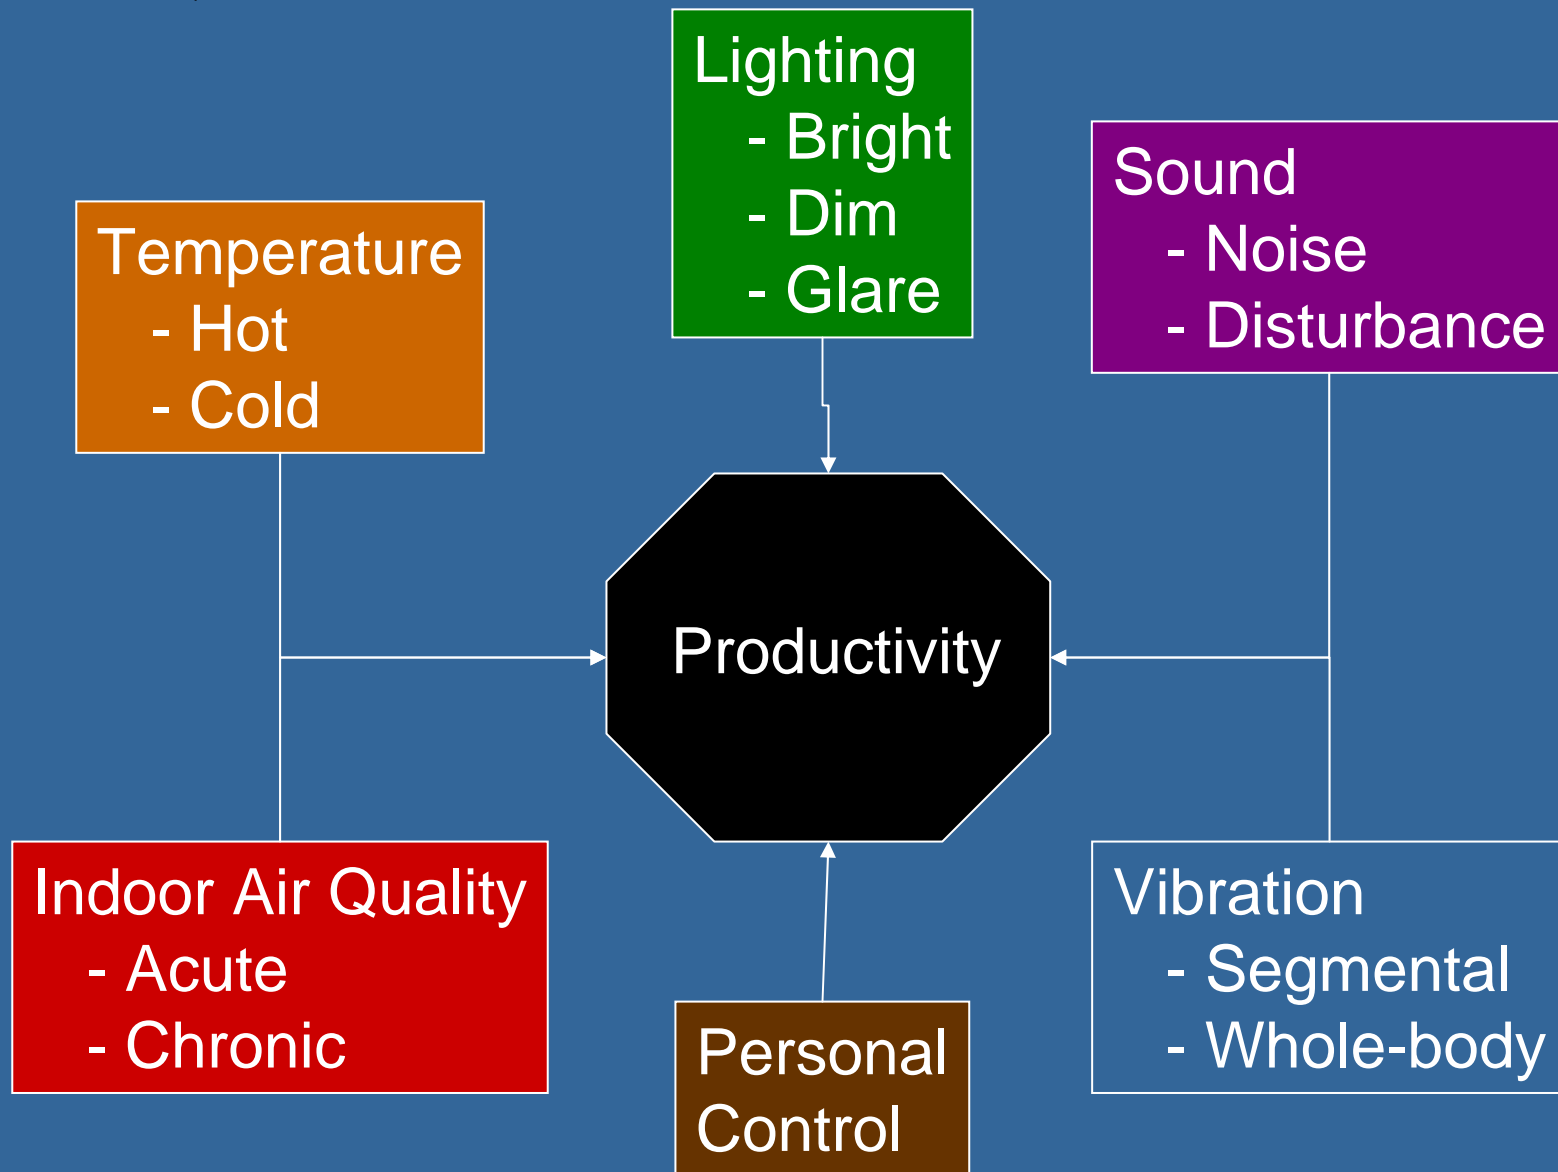 Lighting
- Bright
- Dim
- Glare
Sound
- Noise
- Disturbance
Temperature
- Hot
- Cold
Productivity
Indoor Air Quality
- Acute
- Chronic
Vibration
- Segmental
- Whole-body
Personal
Control